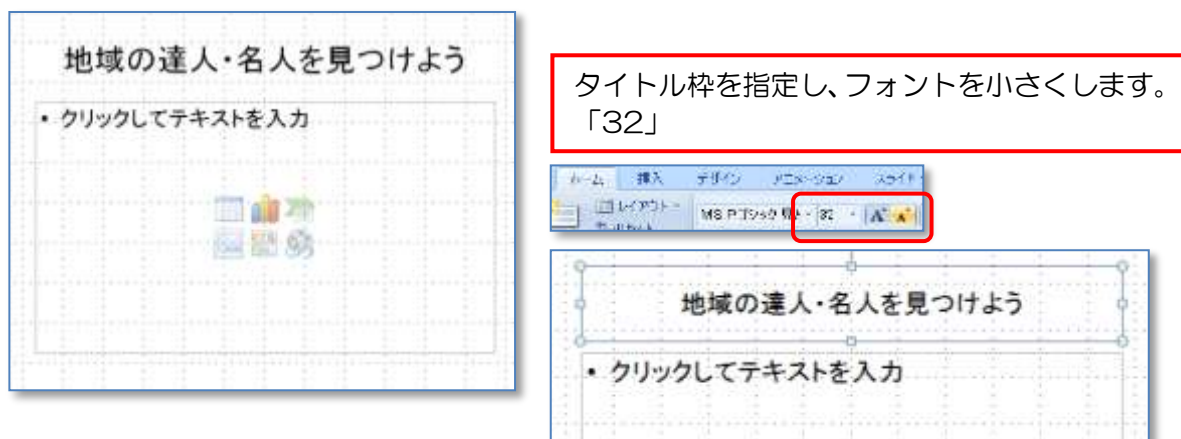 地域の達人・名人を見つけよう
• クリックしてテキストを入力
タイトル枠を指定し、フォントを小さくします。
「32」
ホーム 挿入 デザイン アニメーション スライド
レイアウト
MS Pゴシック 32
地域の達人・名人を見つけよう
• クリックしてテキストを入力